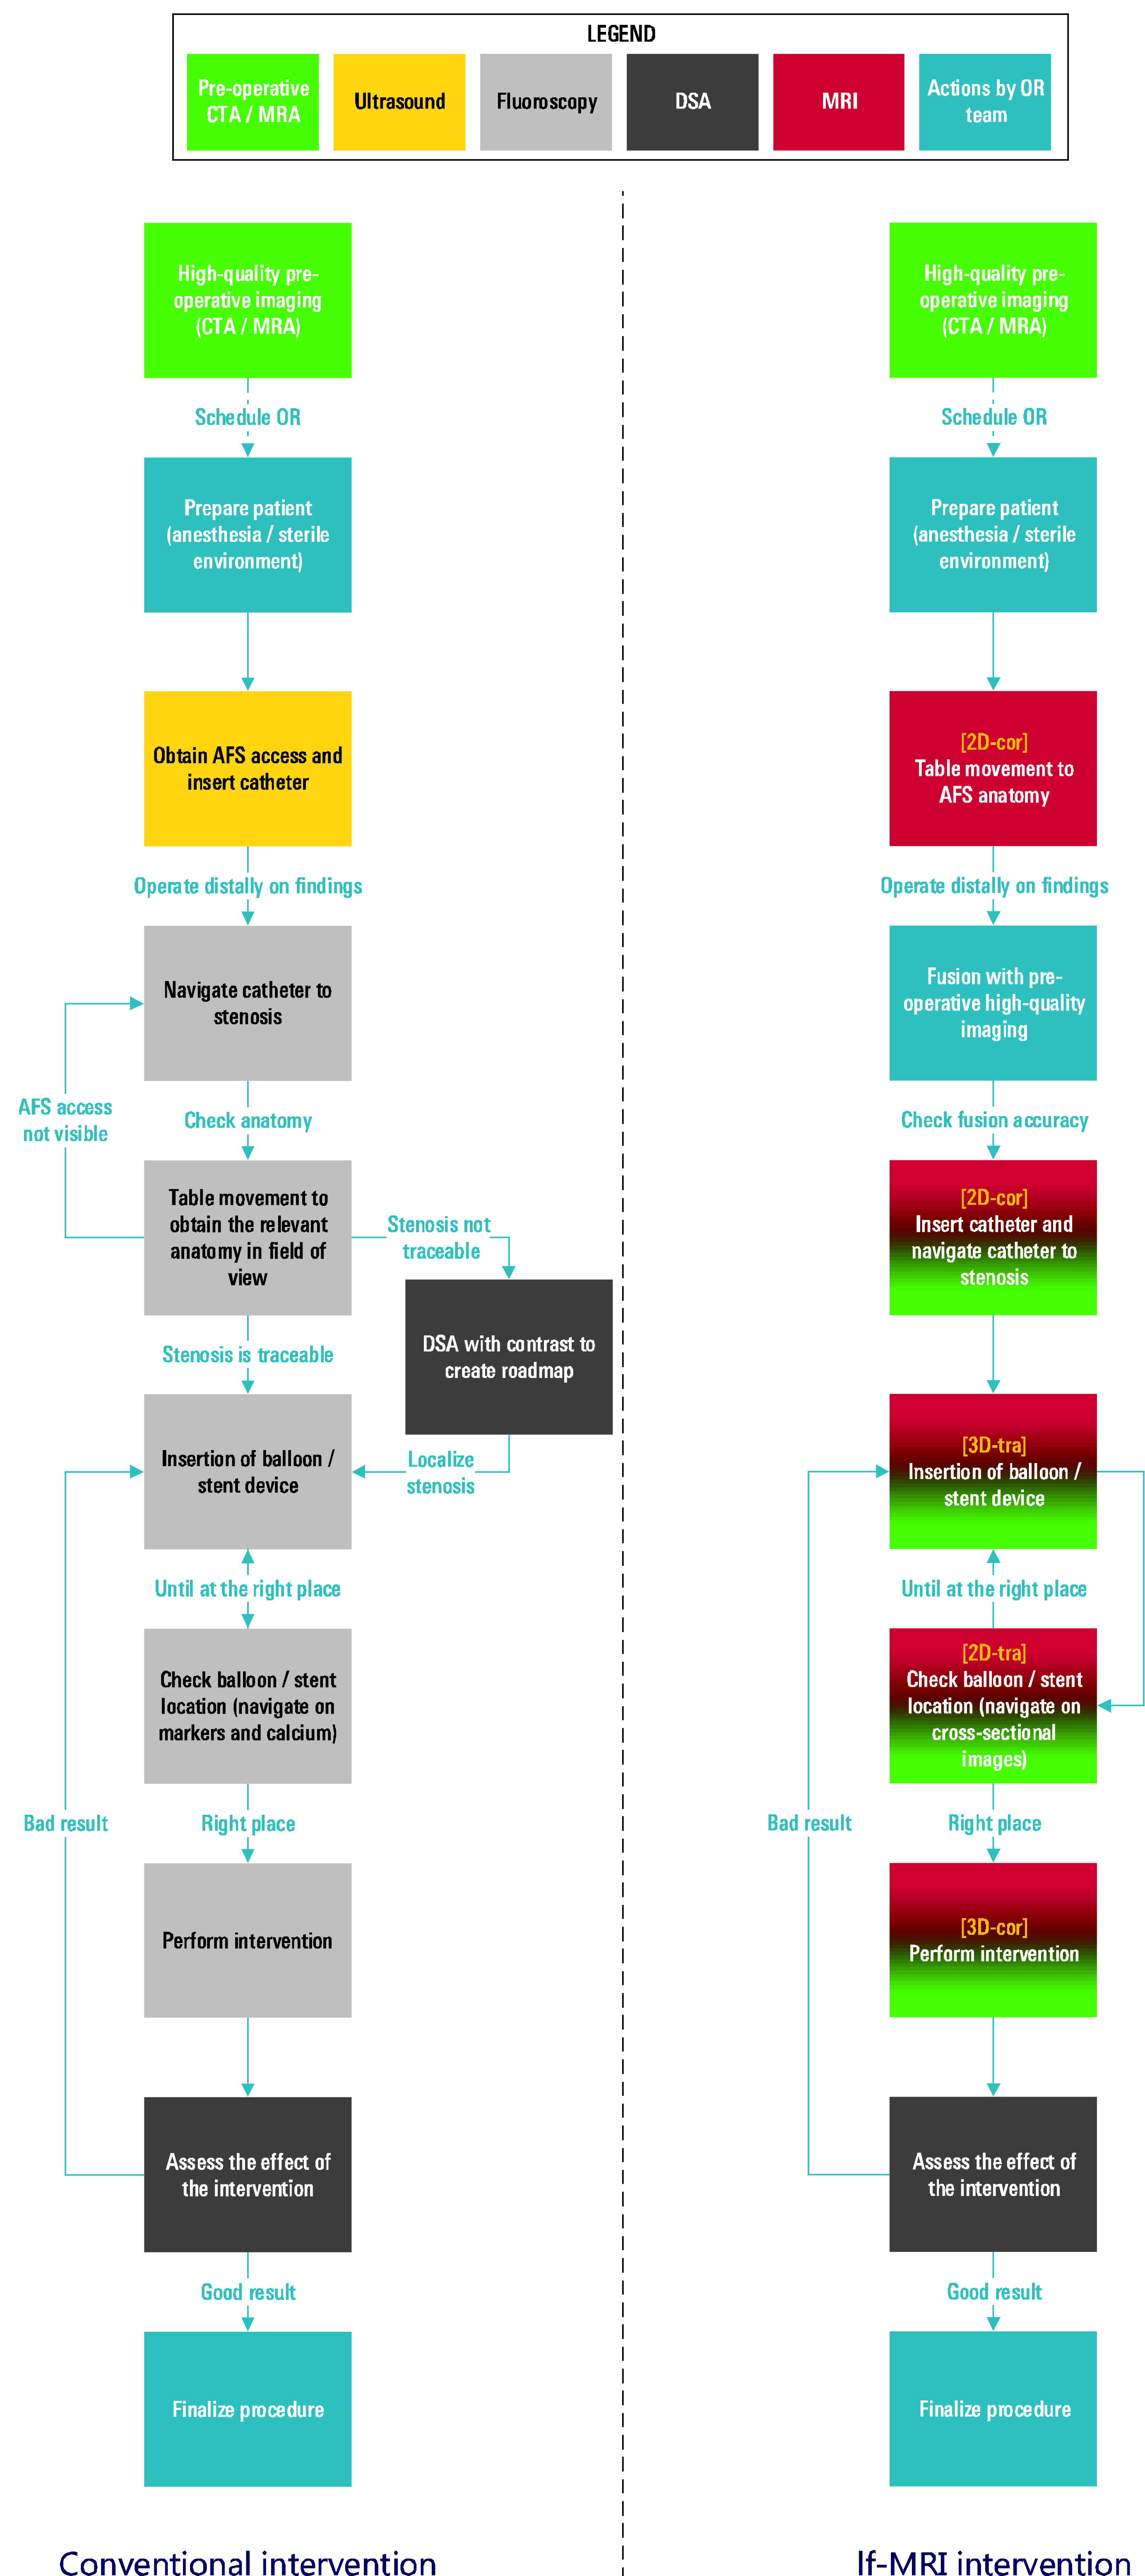 LEGEND
Pre-operative
CTA / MRA
Ultrasound
Fluoroscopy
DSA
MRI
Actions by OR
team
High-quality pre-
operative imaging
(CTA / MRA)
Schedule OR
Prepare patient
(anesthesia / sterile
environment)
Obtain AFS access and
insert catheter
Operate distally on findings
Navigate catheter to
stenosis
AFS access
not visible
Check anatomy
Table movement to
obtain the relevant
anatomy in field of
view
Stenosis not
traceable
DSA with contrast to
create roadmap
Stenosis is traceable
Localize
stenosis
Insertion of balloon /
stent device
Until at the right place
Check balloon / stent
location (navigate on
markers and calcium)
Bad result
Right place
Perform intervention
Assess the effect of
the intervention
Good result
Finalize procedure
Conventional intervention
High-quality pre-
operative imaging
(CTA / MRA)
Schedule OR
Prepare patient
(anesthesia / sterile
environment)
[2D-cor]
Table movement to
AFS anatomy
Operate distally on findings
Fusion with pre-
operative high-quality
imaging
Check fusion accuracy
[2D-cor]
Insert catheter and
navigate catheter to
stenosis
[3D-tra]
Insertion of balloon /
stent device
Until at the right place
[2D-tra]
Check balloon / stent
location (navigate on
cross-sectional
images)
Bad result
Right place
[3D-cor]
Perform intervention
Assess the effect of
the intervention
Good result
Finalize procedure
lf-MRI intervention